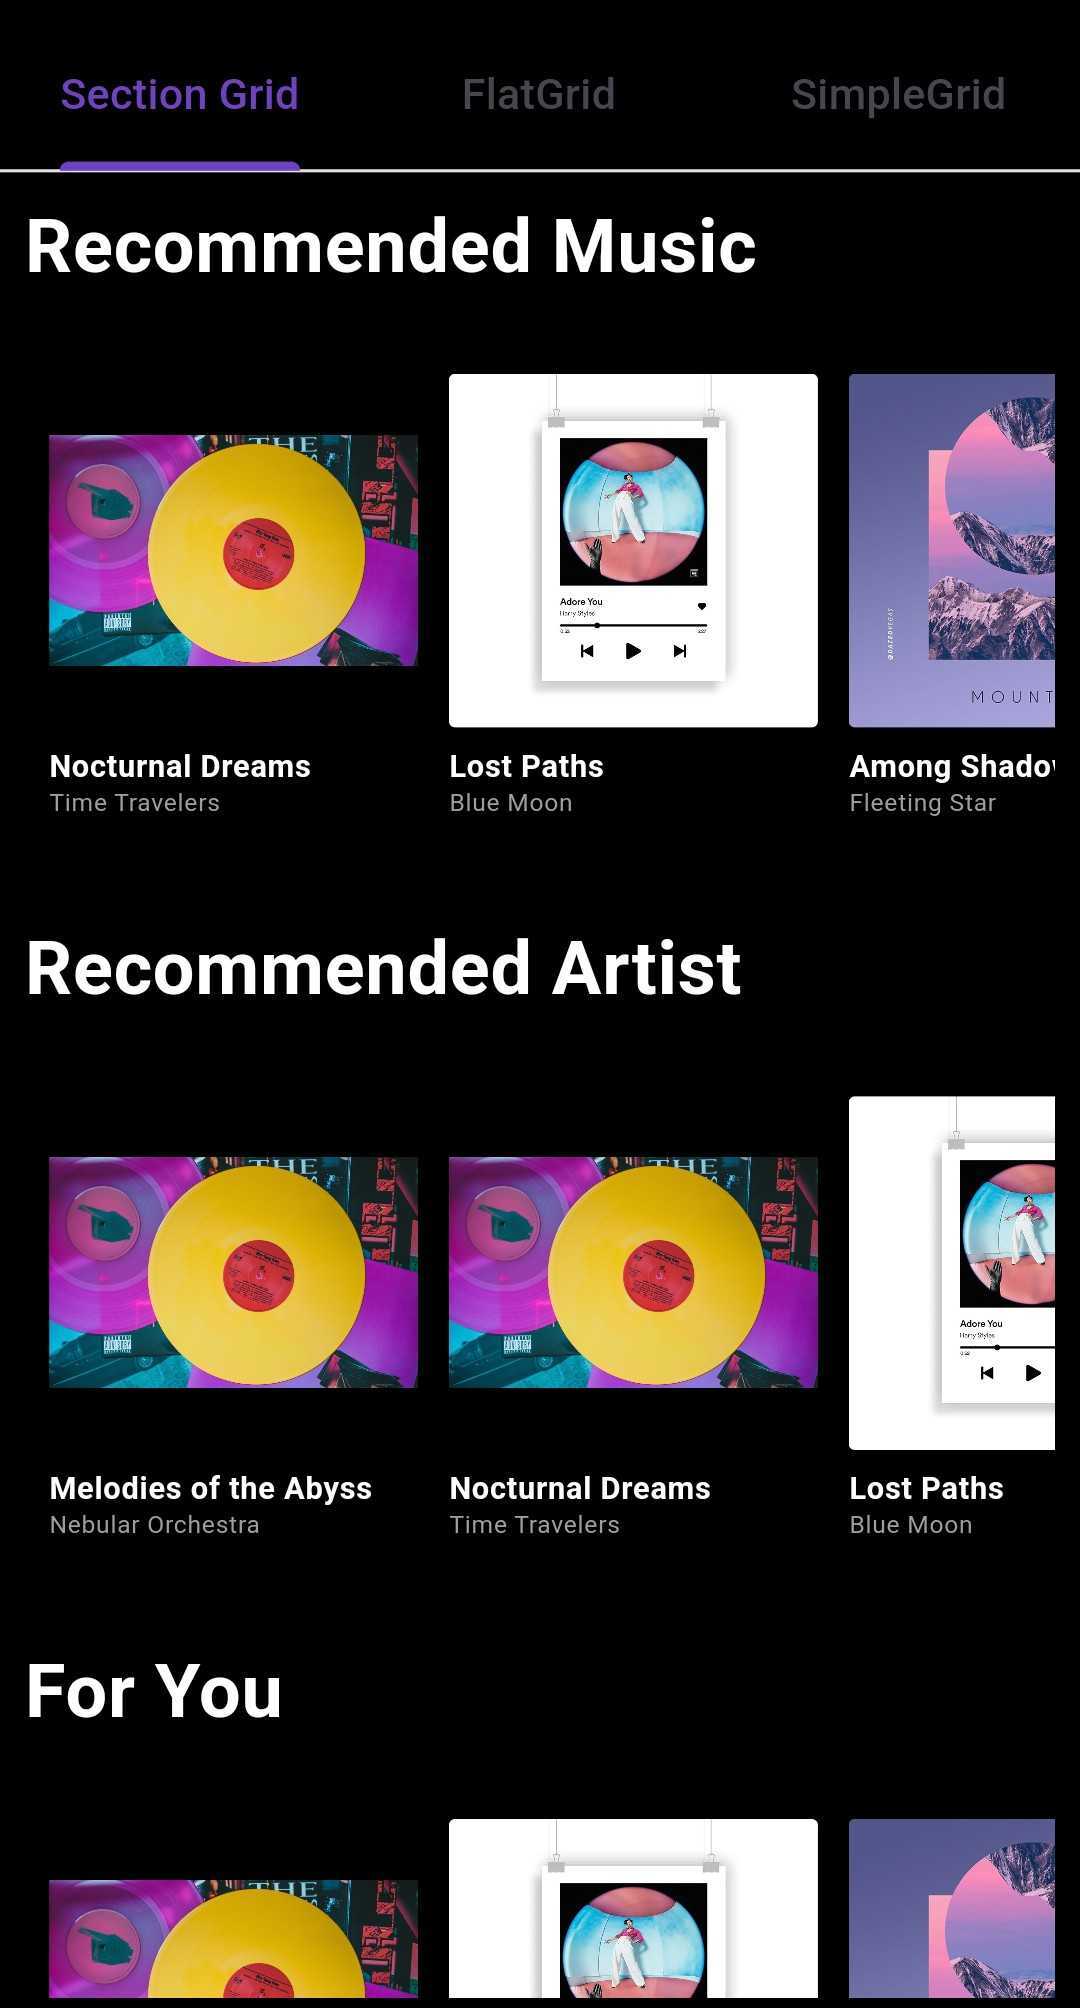 Section Grid
FlatGrid
SimpleGrid
Recommended Music
THE
Adore You
Harry Styles
@DAZEDVEGAS
MOUNT
Nocturnal Dreams
Time Travelers
Lost Paths
Blue Moon
Among Shado
Fleeting Star
Recommended Artist
THE
THE
Adore You
Harry Styles
Melodies of the Abyss
Nebular Orchestra
Nocturnal Dreams
Time Travelers
Lost Paths
Blue Moon
For You
THE